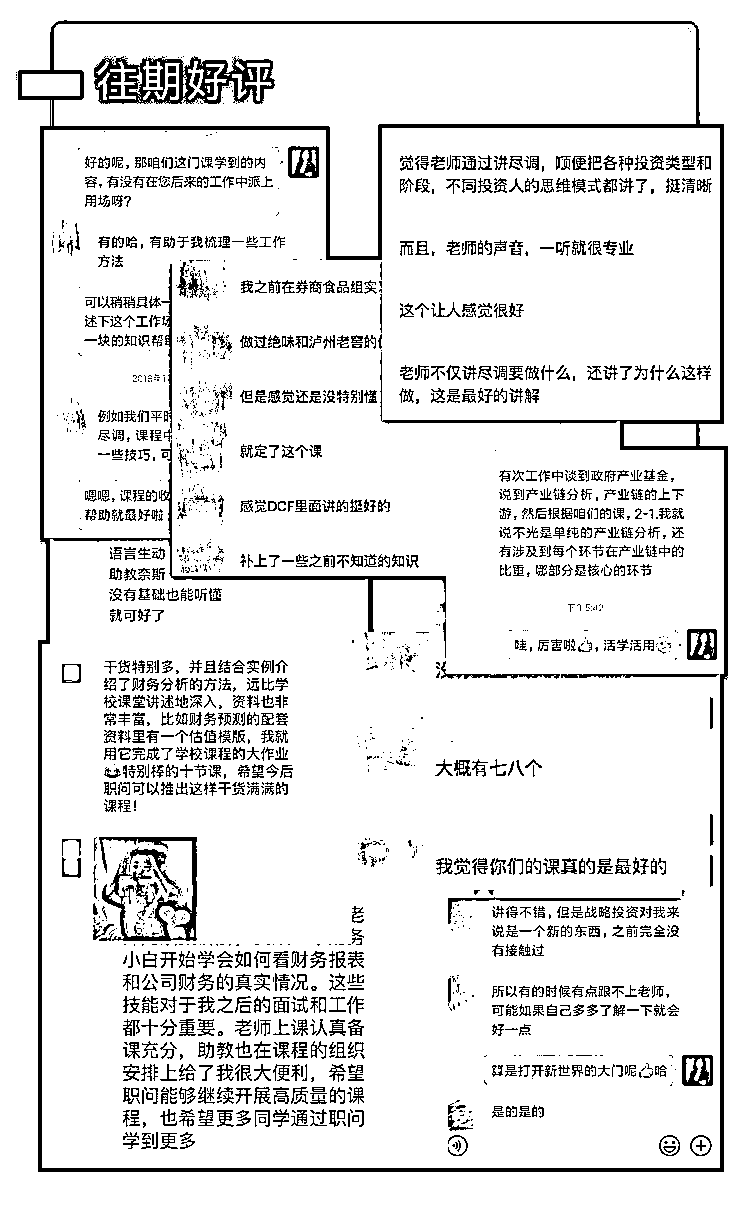 往期好评
好的呢，那咱们这门课学到的内
容，有没有在您后来的工作中派上
用场呀？
有的哈，有助于我梳理一些工作
方法
可以稍稍具体一
述下这个工作场
一块的知识帮助
2018年1
例如我们平时
尽调，课程中
一些技巧，可
嗯嗯，课程的收
帮助就最好啦
觉得老师通过讲尽调，顺便把各种投资类型和
阶段，不同投资人的思维模式都讲了，挺清晰
而且，老师的声音，一听就很专业
这个让人感觉很好
老师不仅讲尽调要做什么，还讲了为什么这样
做，这是最好的讲解
我之前在券商食品组实
做过绝味和泸州老窖的
但是感觉还是没特别懂
就定了这个课
感觉DCF里面讲的挺好的
补上了一些之前不知道的知识
有次工作中谈到政府产业基金，
说到产业链分析，产业链的上下
游，然后根据咱们的课，2-1.我就
说不光是单纯的产业链分析，还
有涉及到每个环节在产业链中的
比重，哪部分是核心的环节
下午5:42
哇，厉害啦，活学活用
语言生动
助教奈斯
没有基础也能听懂
就可好了
干货特别多，并且结合实例介
绍了财务分析的方法，远比学
校课堂讲述地深入，资料也非
常丰富，比如财务预测的配套
资料里有一个估值模版，我就
用它完成了学校课程的大作业
特别棒的十节课，希望今后
职问可以推出这样干货满满的
课程！
大概有七八个
我觉得你们的课真的是最好的
老
务
小白开始学会如何看财务报表
和公司财务的真实情况。这些
技能对于我之后的面试和工作
都十分重要。老师上课认真备
课充分，助教也在课程的组织
安排上给了我很大便利，希望
职问能够继续开展高质量的课
程，也希望更多同学通过职问
学到更多
讲得不错，但是战略投资对我来
说是一个新的东西，之前完全没
有接触过
所以有的时候有点跟不上老师，
可能如果自己多多了解一下就会
好一点
算是打开新世界的大门呢哈
是的是的